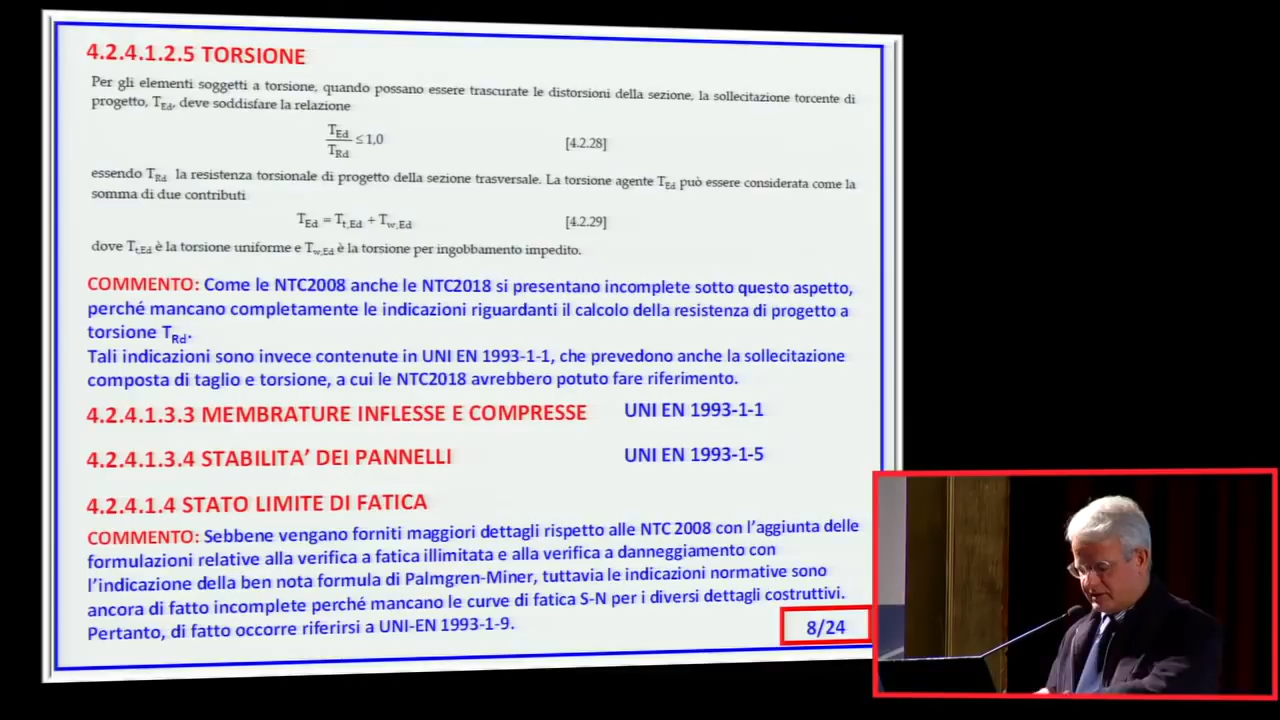 4.2.4.1.2.5 TORSIONE
Per gli elementi soggetti a torsione, quando possano essere trascurate le distorsioni della sezione, la sollecitazione torcente di
progetto, T_Ed, deve soddisfare la relazione
T_Ed / T_Rd ≤ 1,0 [4.2.28]
essendo T_Rd la resistenza torsionale di progetto della sezione trasversale. La torsione agente T_Ed può essere considerata come la
somma di due contributi
T_Ed = T_t,Ed + T_w,Ed [4.2.29]
dove T_t,Ed è la torsione uniforme e T_w,Ed è la torsione per ingobbamento impedito.
COMMENTO: Come le NTC2008 anche le NTC2018 si presentano incomplete sotto questo aspetto,
perché mancano completamente le indicazioni riguardanti il calcolo della resistenza di progetto a
torsione T_Rd.
Tali indicazioni sono invece contenute in UNI EN 1993-1-1, che prevedono anche la sollecitazione
composta di taglio e torsione, a cui le NTC2018 avrebbero potuto fare riferimento.
4.2.4.1.3.3 MEMBRATURE INFLESSE E COMPRESSE UNI EN 1993-1-1
4.2.4.1.3.4 STABILITA' DEI PANNELLI UNI EN 1993-1-5
4.2.4.1.4 STATO LIMITE DI FATICA
COMMENTO: Sebbene vengano forniti maggiori dettagli rispetto alle NTC 2008 con l'aggiunta delle
formulazioni relative alla verifica a fatica illimitata e alla verifica a danneggiamento con
l'indicazione della ben nota formula di Palmgren-Miner, tuttavia le indicazioni normative sono
ancora di fatto incomplete perché mancano le curve di fatica S-N per i diversi dettagli costruttivi.
Pertanto, di fatto occorre riferirsi a UNI-EN 1993-1-9.
8/24